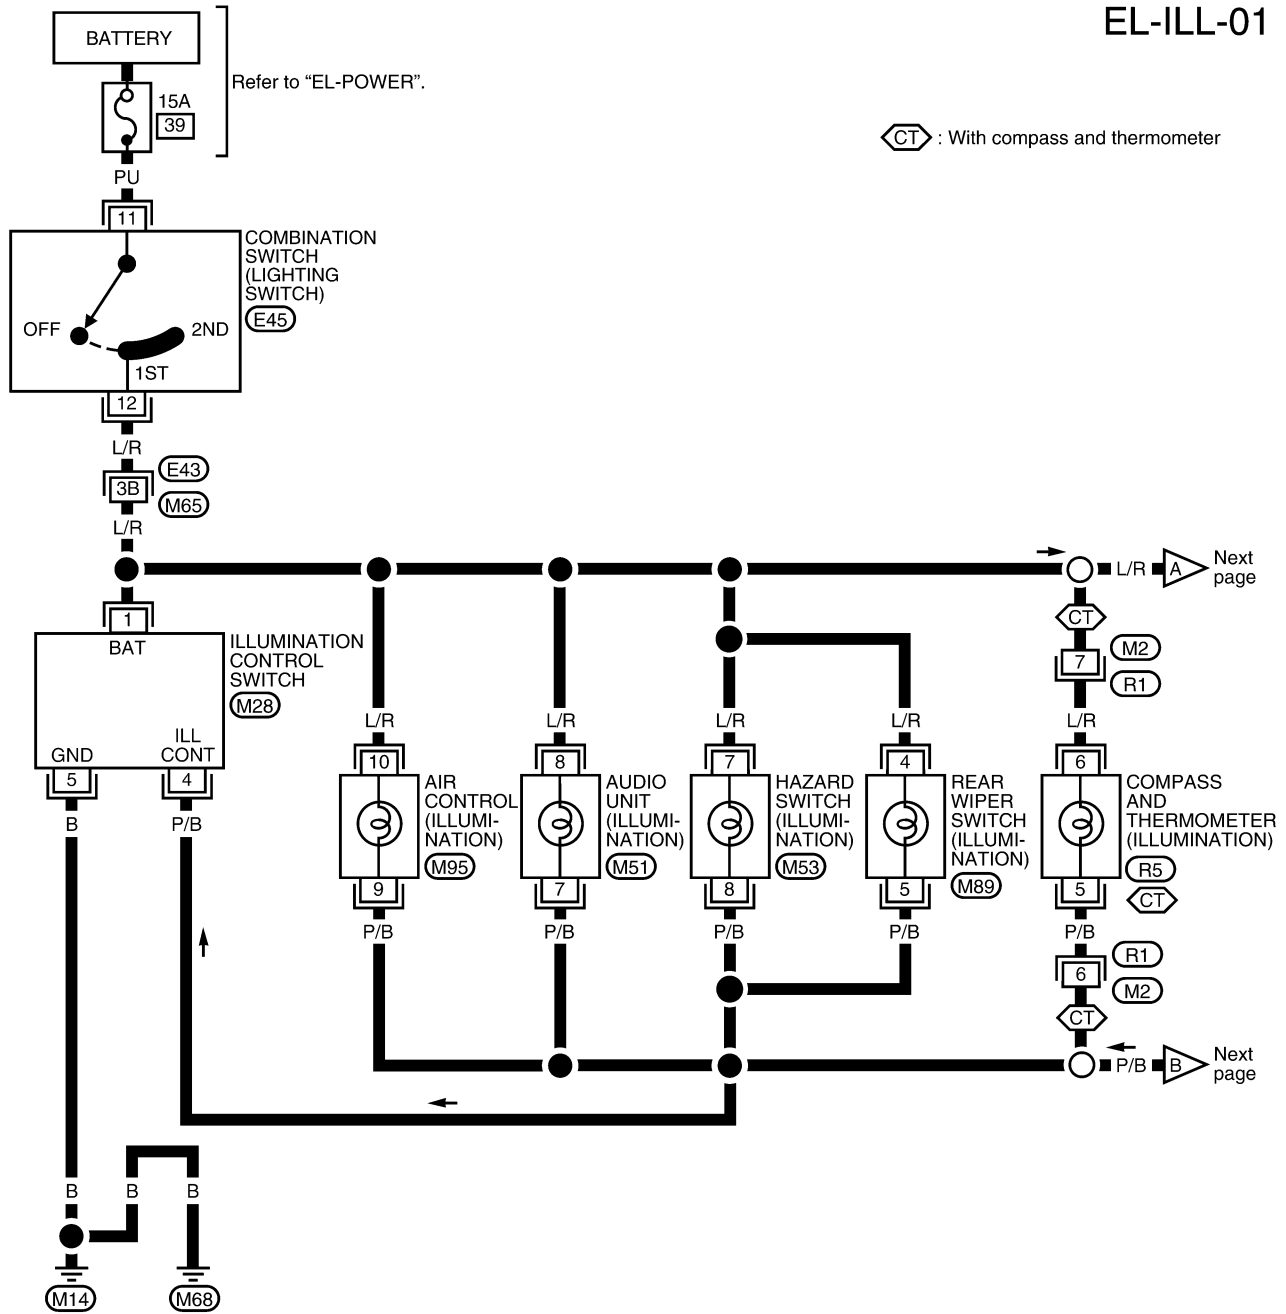 EL-ILL-01
BATTERY
Refer to “EL-POWER”.
15A
39
CT : With compass and thermometer
PU
11
COMBINATION
SWITCH
(LIGHTING
SWITCH)
E45
OFF
2ND
1ST
12
L/R
E43
3B
M65
L/R
L/R
A
Next
page
CT
1
BAT
ILLUMINATION
CONTROL
SWITCH
M28
M2
7
R1
ILL
GND
CONT
5
4
B
P/B
L/R
L/R
L/R
L/R
L/R
10
8
7
4
6
AIR
CONTROL
(ILLUMI-
NATION)
M95
AUDIO
UNIT
(ILLUMI-
NATION)
M51
HAZARD
SWITCH
(ILLUMI-
NATION)
M53
REAR
WIPER
SWITCH
(ILLUMI-
NATION)
M89
COMPASS
AND
THERMOMETER
(ILLUMINATION)
R5
CT
9
7
8
5
5
P/B
P/B
P/B
P/B
P/B
R1
6
M2
CT
P/B
B
Next
page
B
B
B
M14
M68